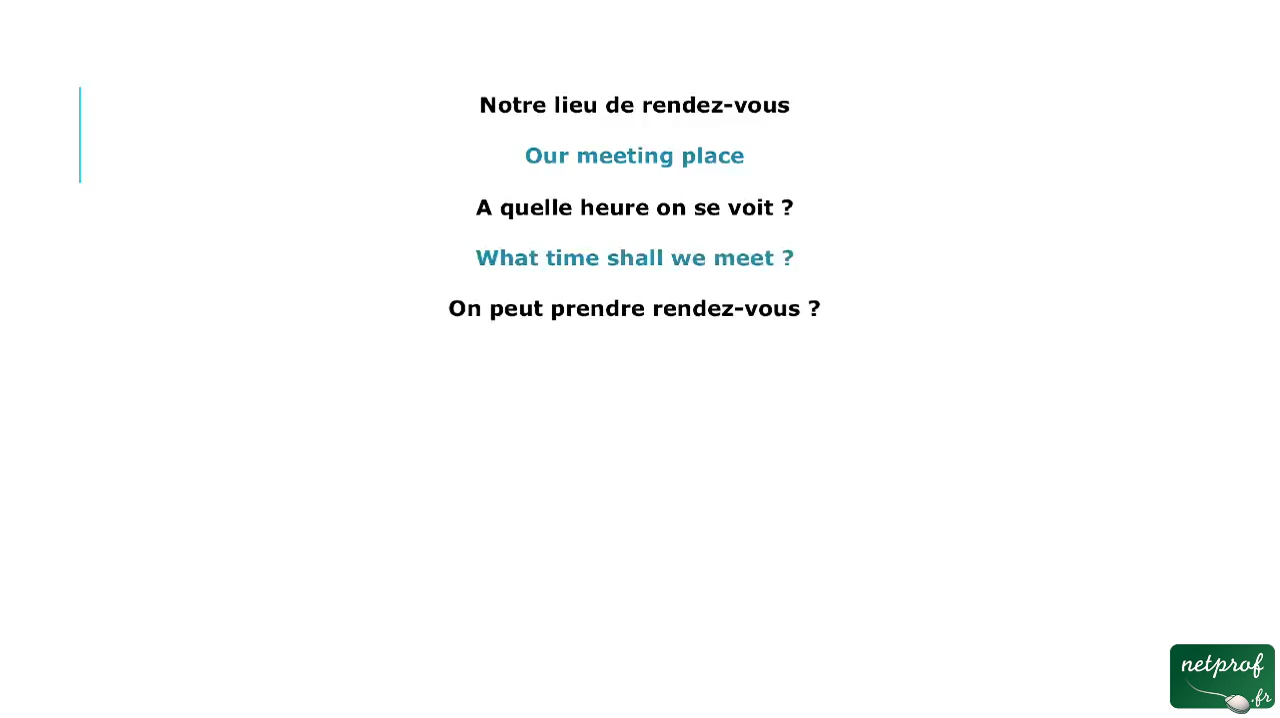 Notre lieu de rendez-vous
Our meeting place
A quelle heure on se voit ?
What time shall we meet ?
On peut prendre rendez-vous ?
netprof
.fr